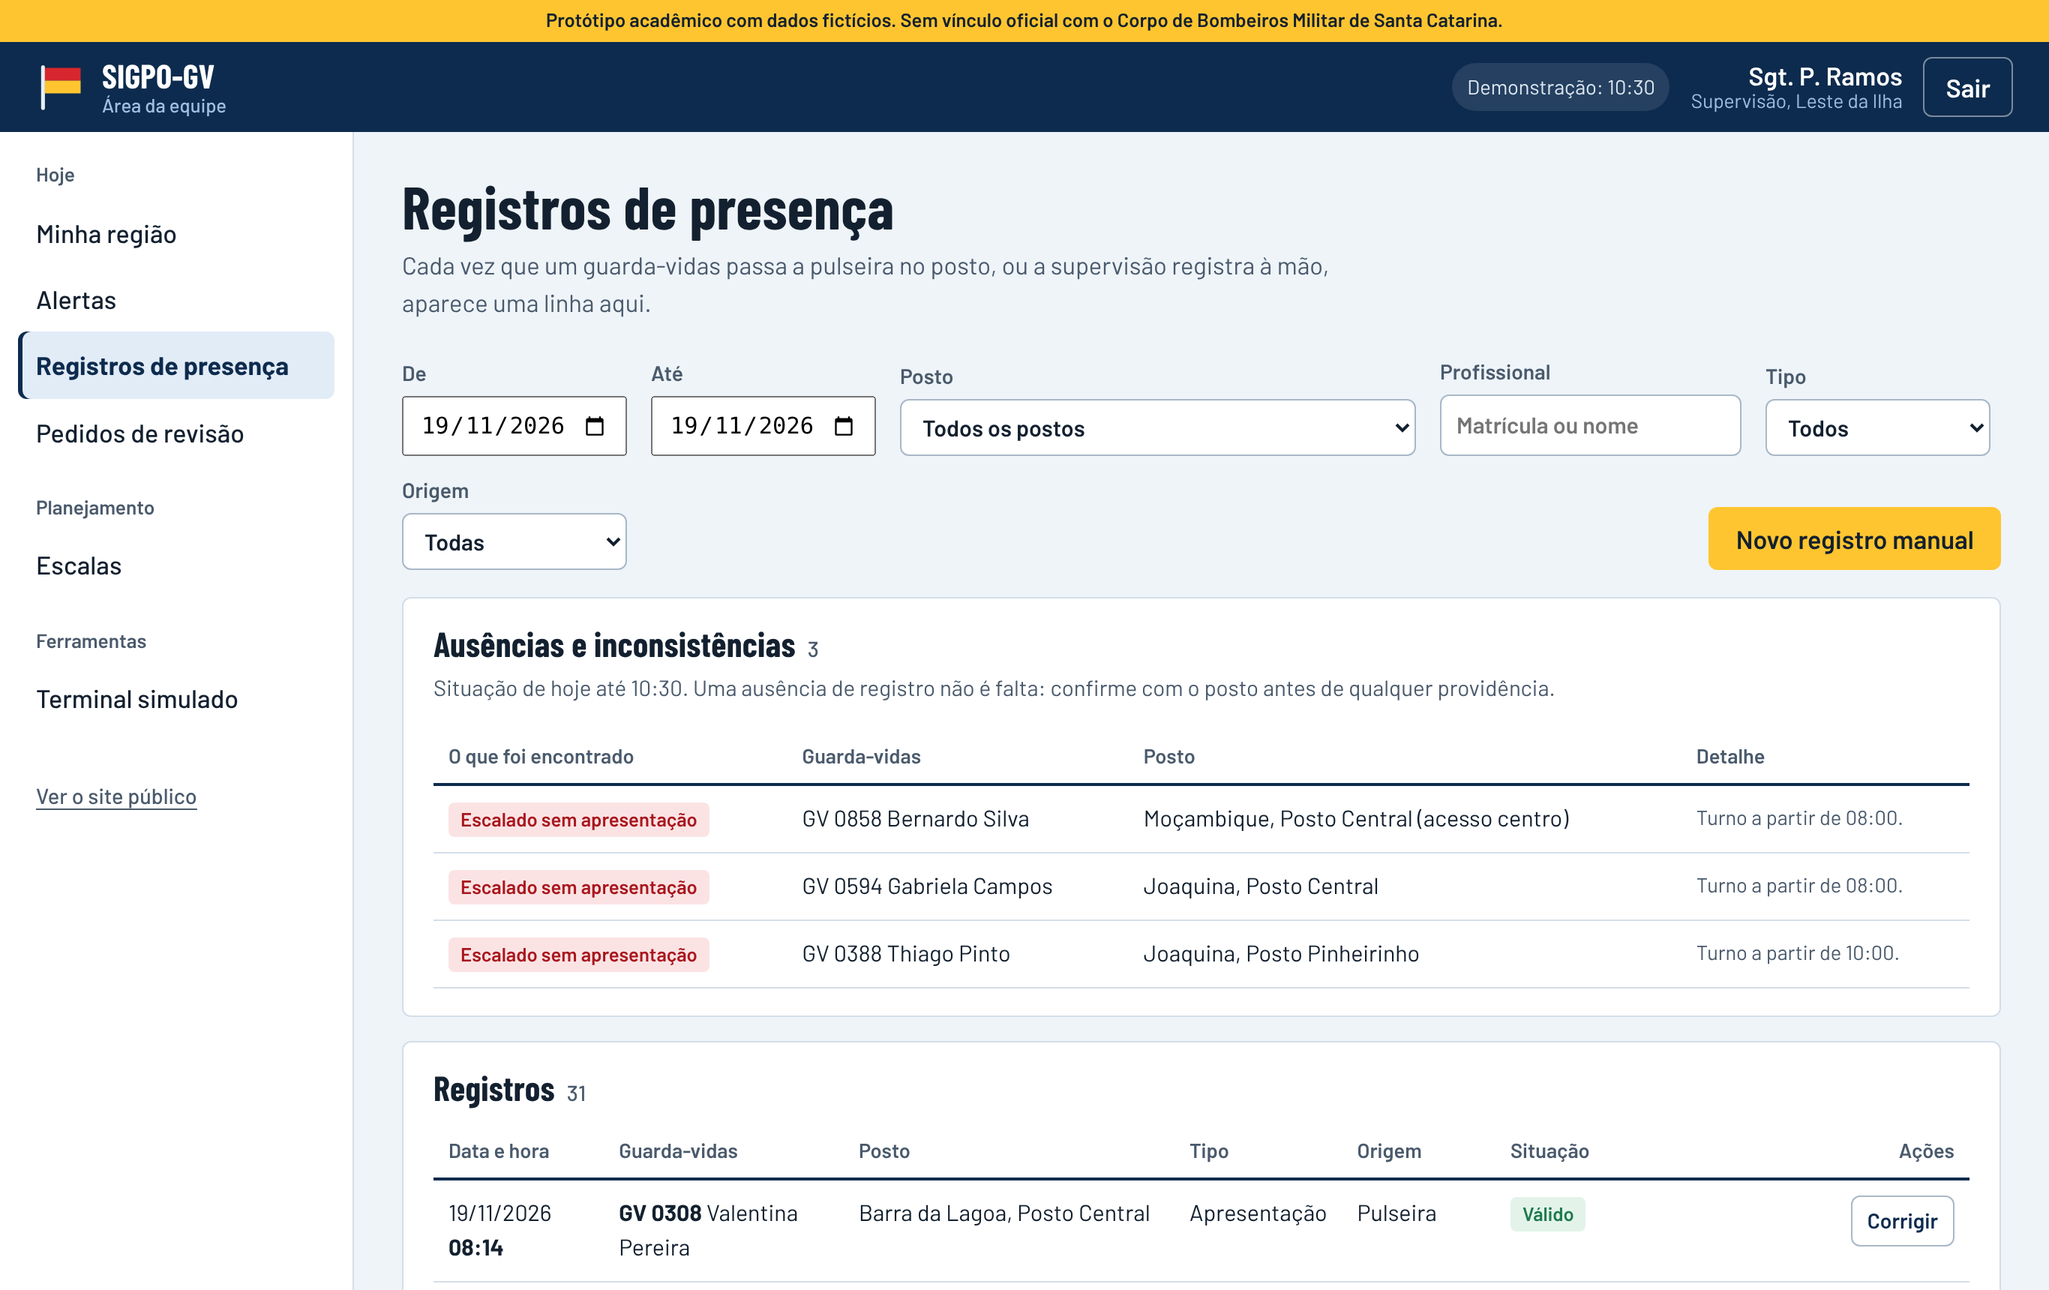 Protótipo acadêmico com dados fictícios. Sem vínculo oficial com o Corpo de Bombeiros Militar de Santa Catarina.
SIGPO-GV
Área da equipe
Demonstração: 10:30
Sgt. P. Ramos
Supervisão, Leste da Ilha
Sair
Hoje
Minha região
Alertas
Registros de presença
Pedidos de revisão
Planejamento
Escalas
Ferramentas
Terminal simulado
Ver o site público
Registros de presença
Cada vez que um guarda-vidas passa a pulseira no posto, ou a supervisão registra à mão,
aparece uma linha aqui.
De
19/11/2026
Até
19/11/2026
Posto
Todos os postos
Profissional
Matrícula ou nome
Tipo
Todos
Origem
Todas
Novo registro manual
Ausências e inconsistências 3
Situação de hoje até 10:30. Uma ausência de registro não é falta: confirme com o posto antes de qualquer providência.
O que foi encontrado Guarda-vidas Posto Detalhe
Escalado sem apresentação GV 0858 Bernardo Silva Moçambique, Posto Central (acesso centro) Turno a partir de 08:00.
Escalado sem apresentação GV 0594 Gabriela Campos Joaquina, Posto Central Turno a partir de 08:00.
Escalado sem apresentação GV 0388 Thiago Pinto Joaquina, Posto Pinheirinho Turno a partir de 10:00.
Registros 31
Data e hora Guarda-vidas Posto Tipo Origem Situação Ações
19/11/2026 GV 0308 Valentina Barra da Lagoa, Posto Central Apresentação Pulseira Válido Corrigir
08:14 Pereira